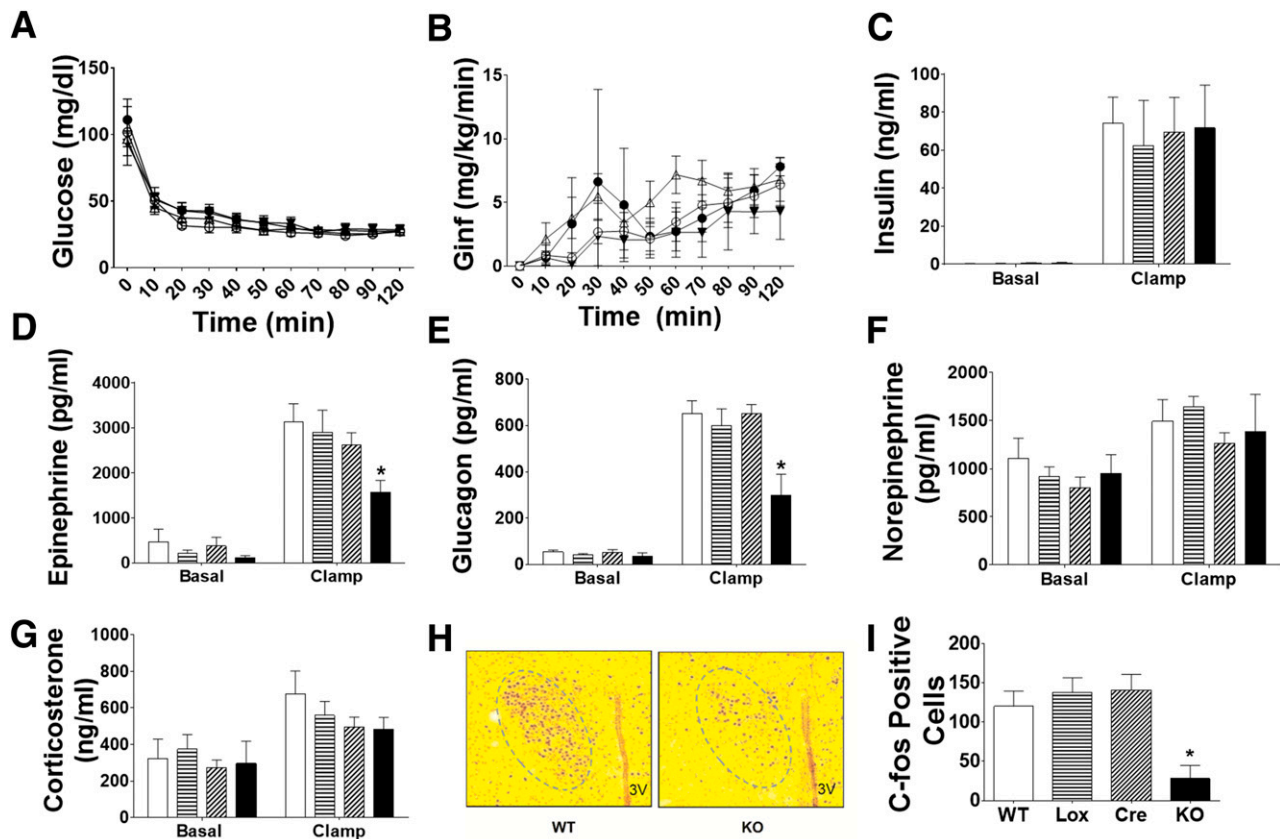 A
Glucose (mg/dl)
150
100
50
0
0 10 20 30 40 50 60 70 80 90 120
Time (min)
B
Ginf (mg/kg/min)
15
10
5
0
0 10 20 30 40 50 60 70 80 90 120
Time (min)
C
Insulin (ng/ml)
100
80
60
40
20
0
Basal Clamp
D
Epinephrine (pg/ml)
4000
3000
2000
1000
0
*
Basal Clamp
E
Glucagon (pg/ml)
800
600
400
200
0
*
Basal Clamp
F
Norepinephrine
(pg/ml)
2000
1500
1000
500
0
Basal Clamp
G
Corticosterone
(ng/ml)
1000
800
600
400
200
0
Basal Clamp
H
3V 3V
WT KO
I
C-fos Positive
Cells
200
150
100
50
0
*
WT Lox Cre KO